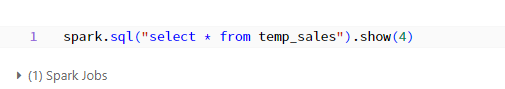 1 spark.sql("select * from temp_sales").show(4)
(1) Spark Jobs